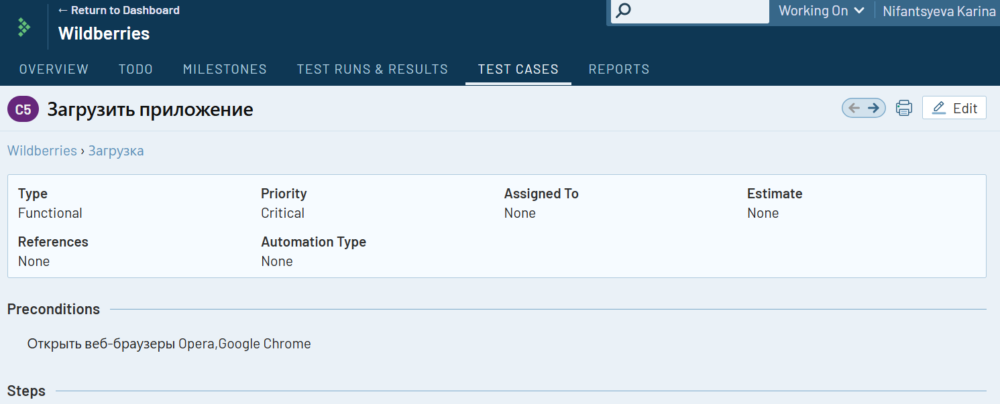 ← Return to Dashboard
Wildberries
Working On
Nifantsyeva Karina
OVERVIEW TODO MILESTONES TEST RUNS & RESULTS TEST CASES REPORTS
C5 Загрузить приложение
Edit
Wildberries › Загрузка
Type Priority Assigned To Estimate
Functional Critical None None
References Automation Type
None None
Preconditions
Открыть веб-браузеры Opera,Google Chrome
Steps